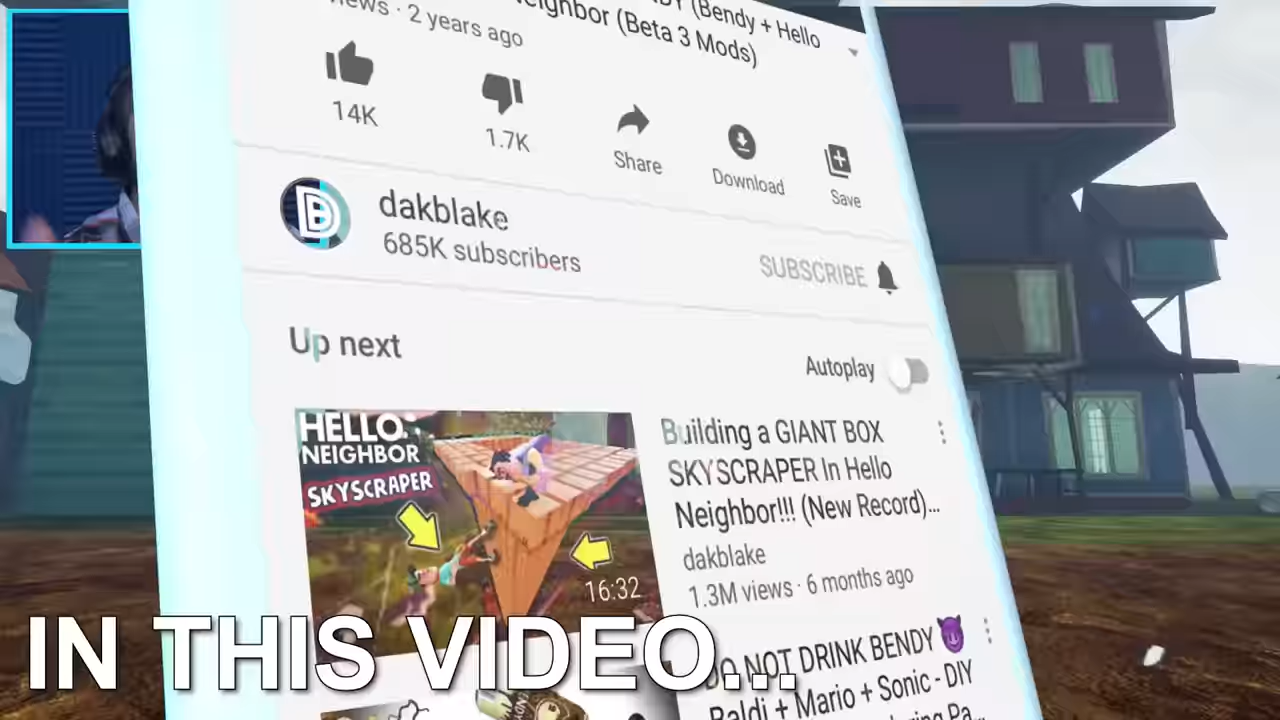 (Bendy + Hello
Neighbor (Beta 3 Mods)
views · 2 years ago
14K
1.7K
Share
Download
Save
dakblake
685K subscribers
SUBSCRIBE
Up next
Autoplay
HELLO
NEIGHBOR
SKYSCRAPER
16:32
Building a GIANT BOX
SKYSCRAPER In Hello
Neighbor!!! (New Record)...
dakblake
1.3M views · 6 months ago
DO NOT DRINK BENDY 😈
Baldi + Mario + Sonic - DIY
IN THIS VIDEO...